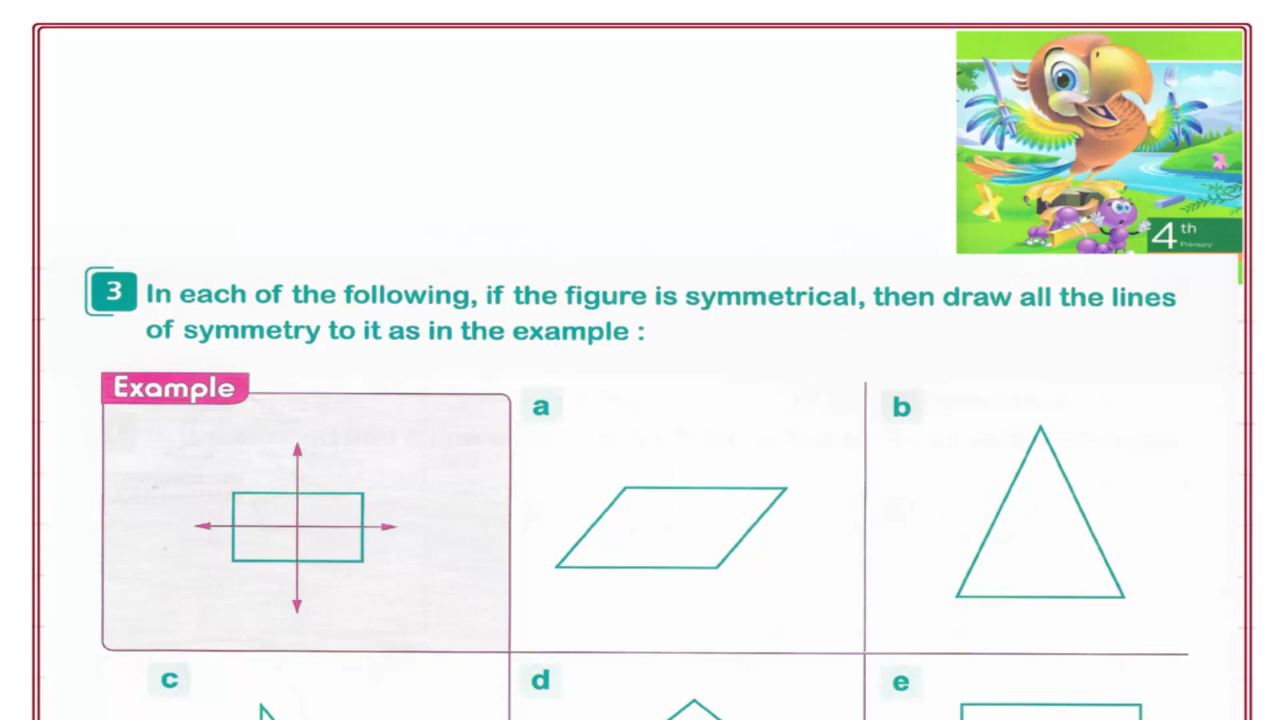 4th
Primary
3 In each of the following, if the figure is symmetrical, then draw all the lines
of symmetry to it as in the example :
Example
a
b
c
d
e